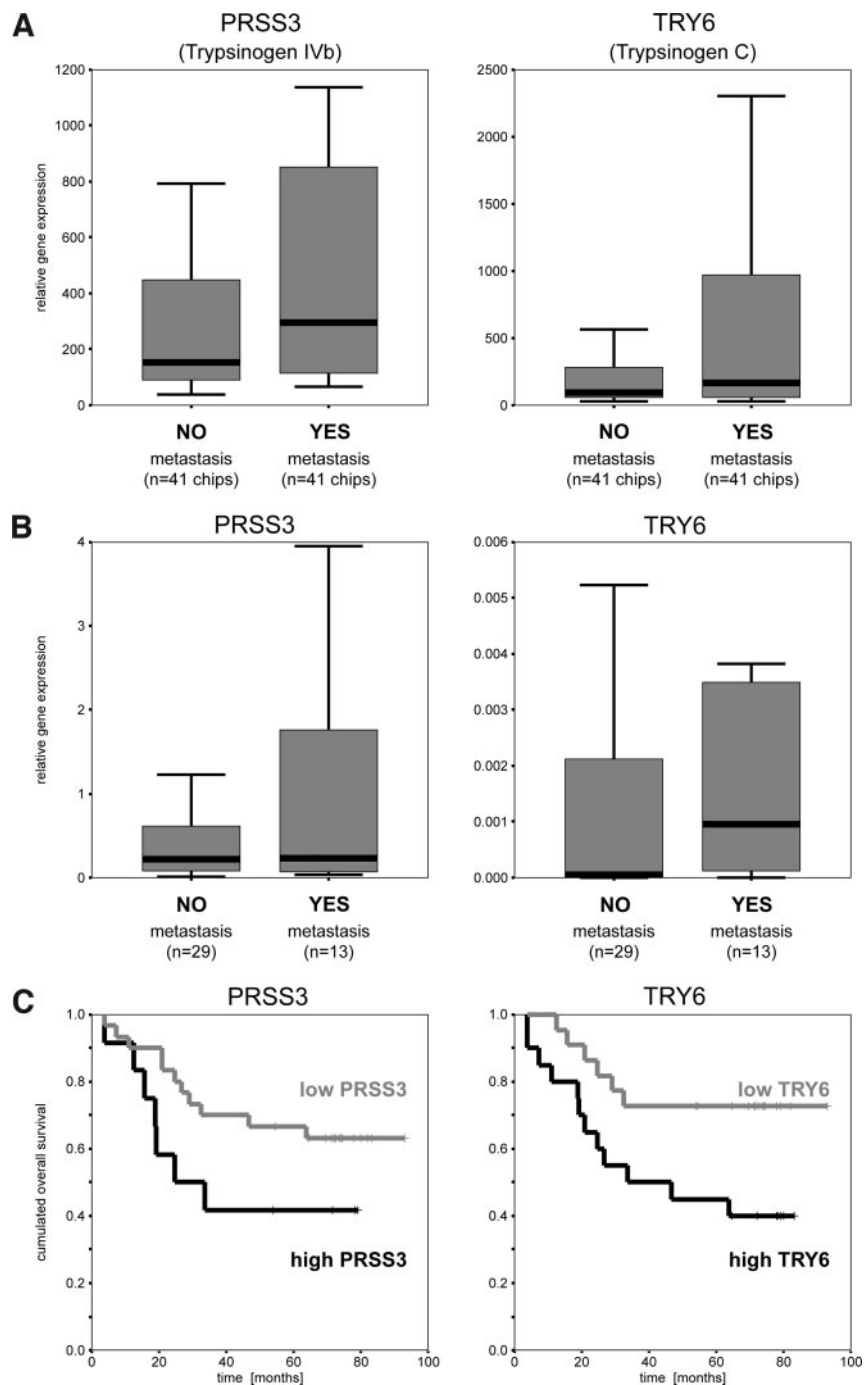 A
PRSS3
(Trypsinogen IVb)
relative gene expression
1200
1000
800
600
400
200
0
NO
metastasis
(n=41 chips)
YES
metastasis
(n=41 chips)
TRY6
(Trypsinogen C)
2500
2000
1500
1000
500
0
NO
metastasis
(n=41 chips)
YES
metastasis
(n=41 chips)
B
PRSS3
relative gene expression
4
3
2
1
0
NO
metastasis
(n=29)
YES
metastasis
(n=13)
TRY6
0.006
0.005
0.004
0.003
0.002
0.001
0.000
NO
metastasis
(n=29)
YES
metastasis
(n=13)
C
PRSS3
cumulated overall survival
1.0
0.8
0.6
0.4
0.2
0.0
low PRSS3
high PRSS3
0 20 40 60 80 100
time [months]
TRY6
1.0
0.8
0.6
0.4
0.2
0.0
low TRY6
high TRY6
0 20 40 60 80 100
time [months]